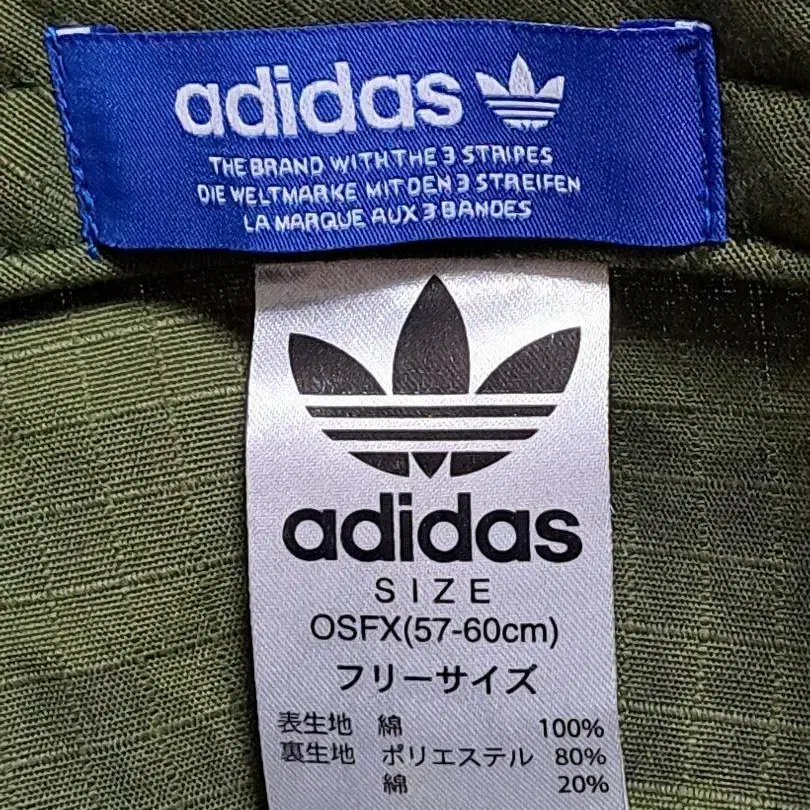 adidas
THE BRAND WITH THE 3 STRIPES
DIE WELTMARKE MIT DEN 3 STREIFEN
LA MARQUE AUX 3 BANDES
adidas
SIZE
OSFX(57-60cm)
フリーサイズ
表生地 綿 100%
裏生地 ポリエステル 80%
綿 20%